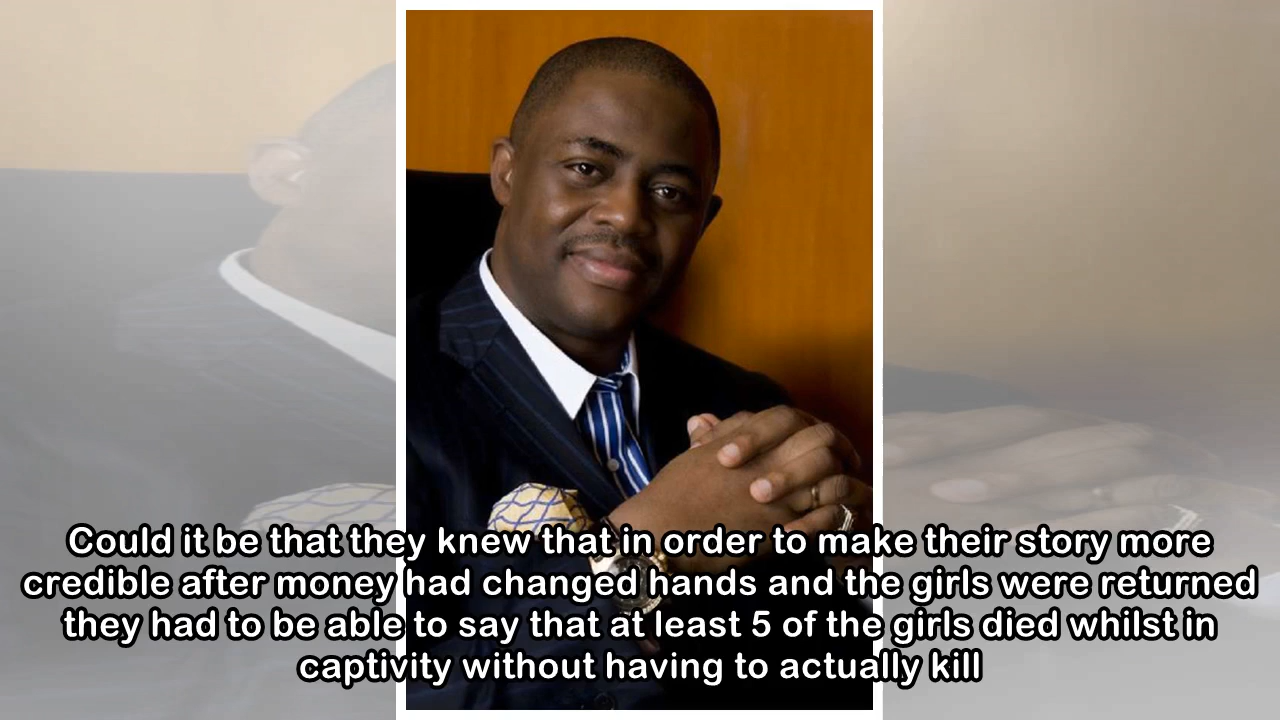 Could it be that they knew that in order to make their story more
credible after money had changed hands and the girls were returned
they had to be able to say that at least 5 of the girls died whilst in
captivity without having to actually kill